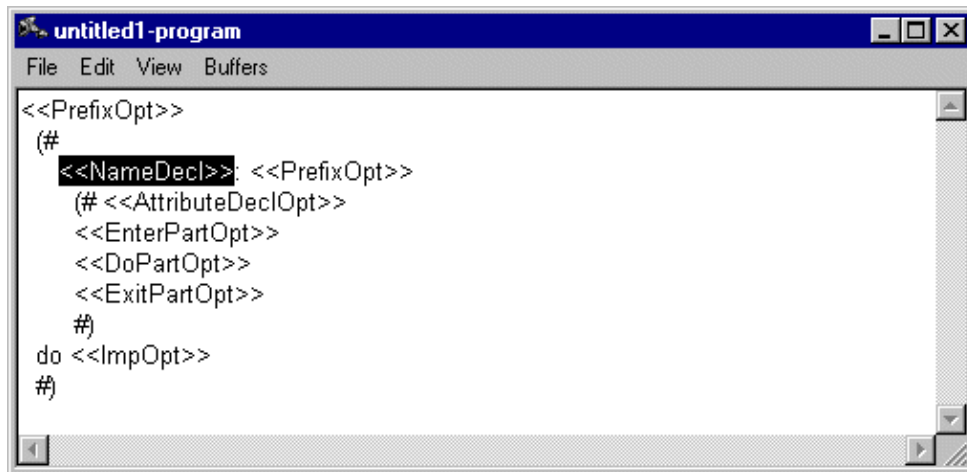 untitled1-program
File Edit View Buffers
<<PrefixOpt>>
(#
<<NameDecl>>: <<PrefixOpt>>
(# <<AttributeDeclOpt>>
<<EnterPartOpt>>
<<DoPartOpt>>
<<ExitPartOpt>>
#)
do <<ImpOpt>>
#)